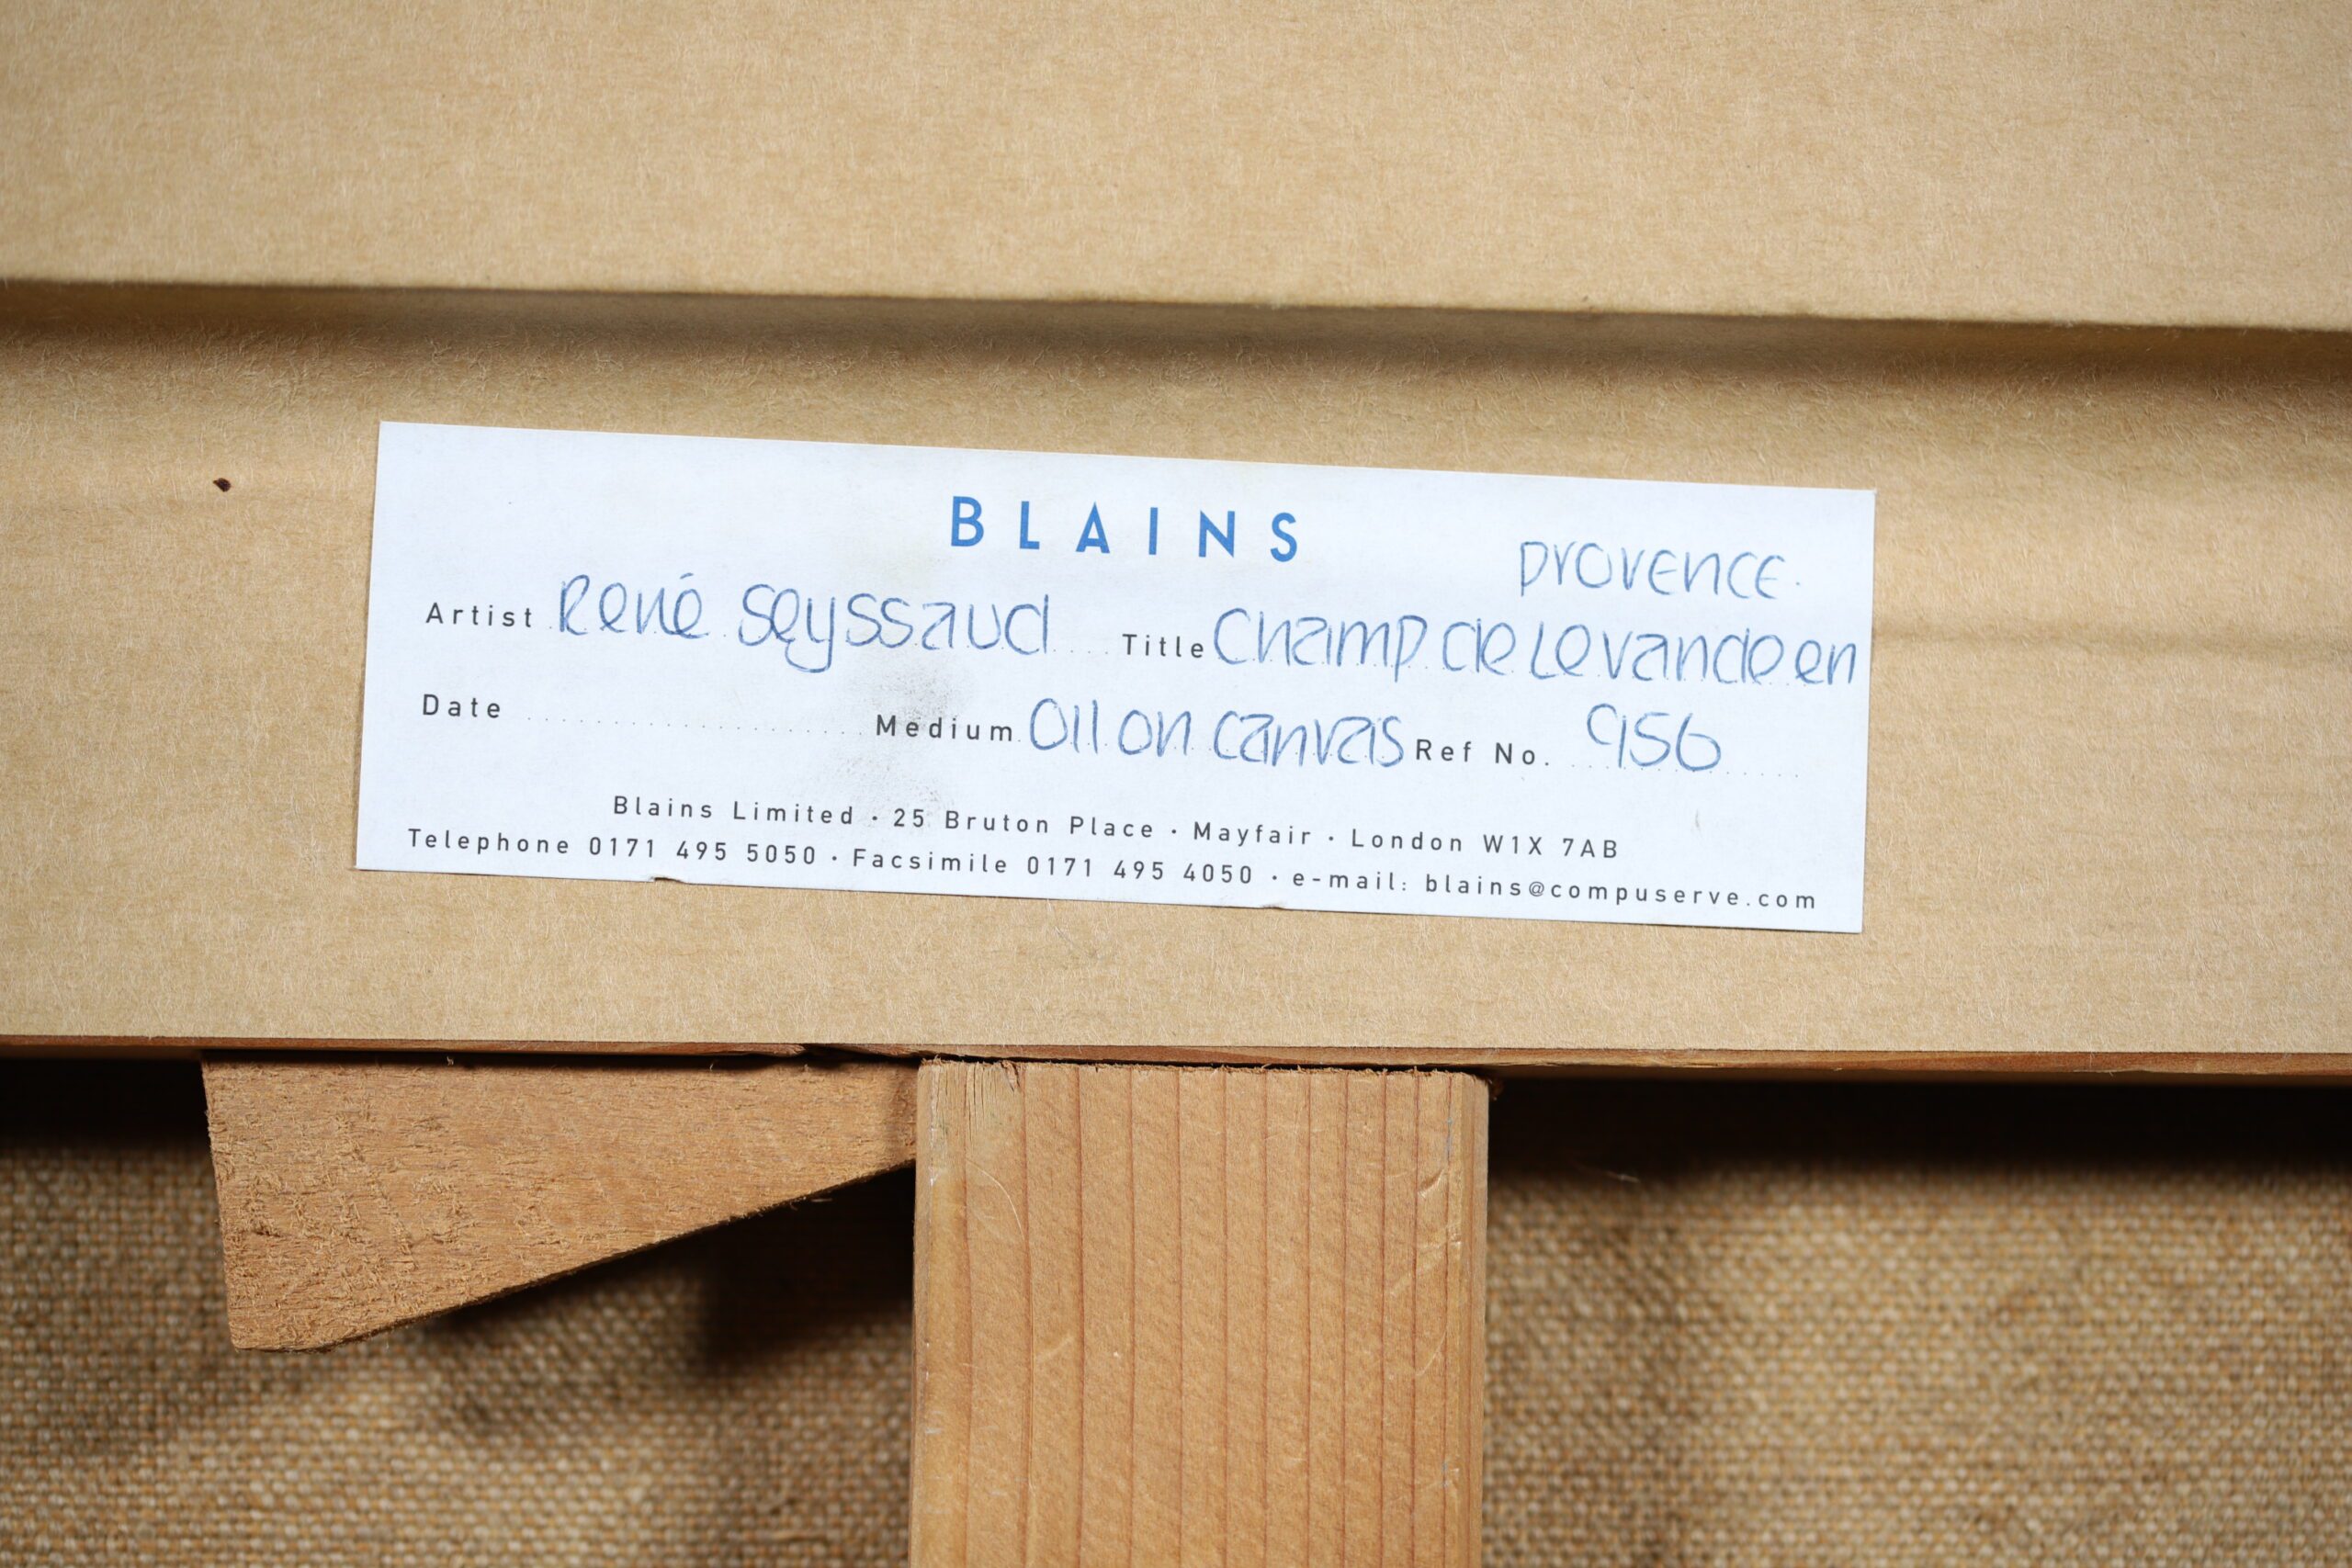 BLAINS
Artist René Seyssaud Title Champ de Levande en
provence.
Date Medium Oil on canvas Ref No. 956
Blains Limited · 25 Bruton Place · Mayfair · London W1X 7AB
Telephone 0171 495 5050 · Facsimile 0171 495 4050 · e-mail: blains@compuserve.com